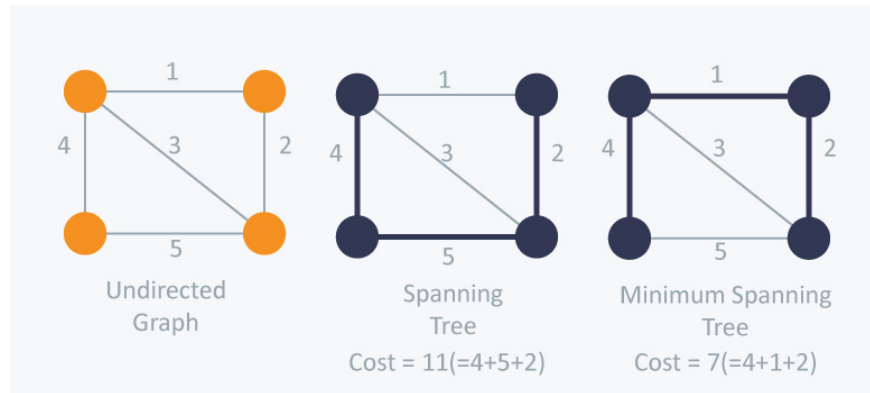 1
4
3
2
5
Undirected
Graph
1
4
3
2
5
Spanning
Tree
Cost = 11(=4+5+2)
1
4
3
2
5
Minimum Spanning
Tree
Cost = 7(=4+1+2)